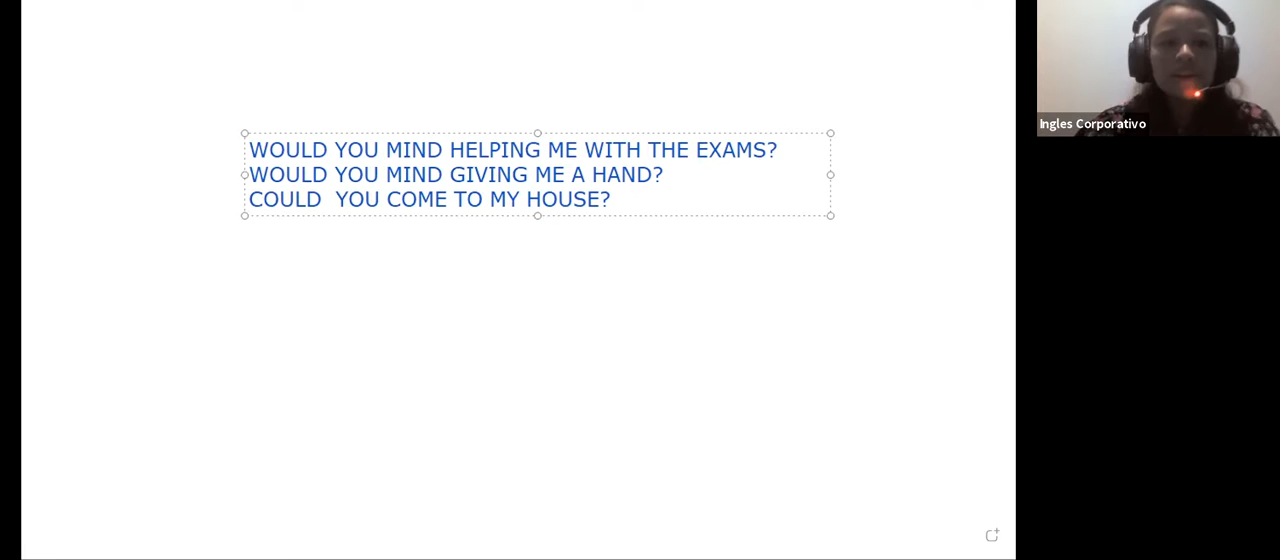 WOULD YOU MIND HELPING ME WITH THE EXAMS?
WOULD YOU MIND GIVING ME A HAND?
COULD  YOU COME TO MY HOUSE?
Ingles Corporativo